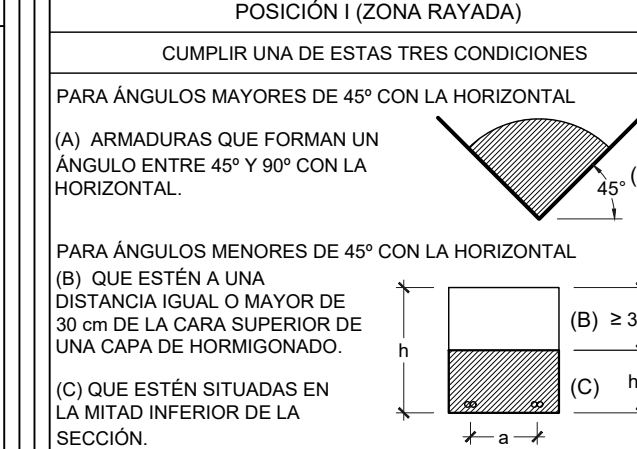 POSICIÓN I (ZONA RAYADA)
CUMPLIR UNA DE ESTAS TRES CONDICIONES
PARA ÁNGULOS MAYORES DE 45º CON LA HORIZONTAL
(A) ARMADURAS QUE FORMAN UN
ÁNGULO ENTRE 45º Y 90º CON LA
HORIZONTAL.
45° (
PARA ÁNGULOS MENORES DE 45º CON LA HORIZONTAL
(B) QUE ESTÉN A UNA
DISTANCIA IGUAL O MAYOR DE
30 cm DE LA CARA SUPERIOR DE
UNA CAPA DE HORMIGONADO.
(C) QUE ESTÉN SITUADAS EN
LA MITAD INFERIOR DE LA
SECCIÓN.
h
(B) ≥ 3
(C) h
a